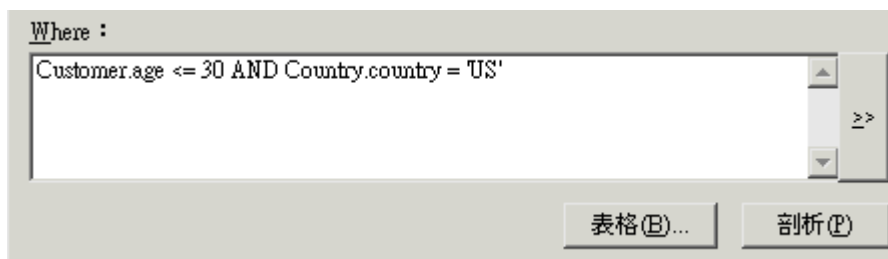 Where：
Customer.age <= 30 AND Country.country = 'US'
>>
表格(B)... 剖析(P)